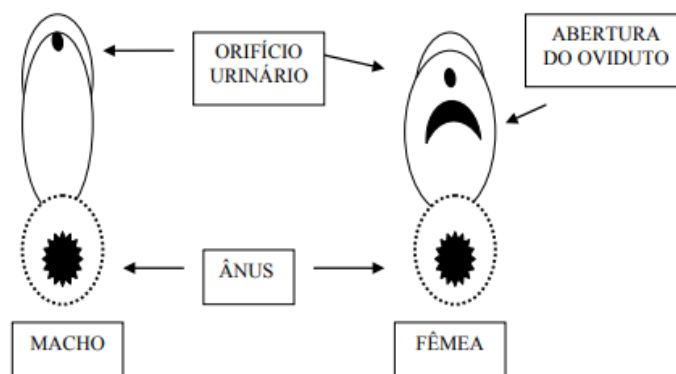 ORIFÍCIO
URINÁRIO
ABERTURA
DO OVIDUTO
ÂNUS
MACHO
FÊMEA